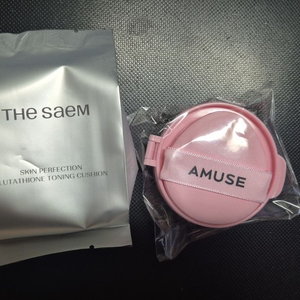 THE SAEM
SKIN PERFECTION
GLUTATHIONE TONING CUSHION
AMUSE